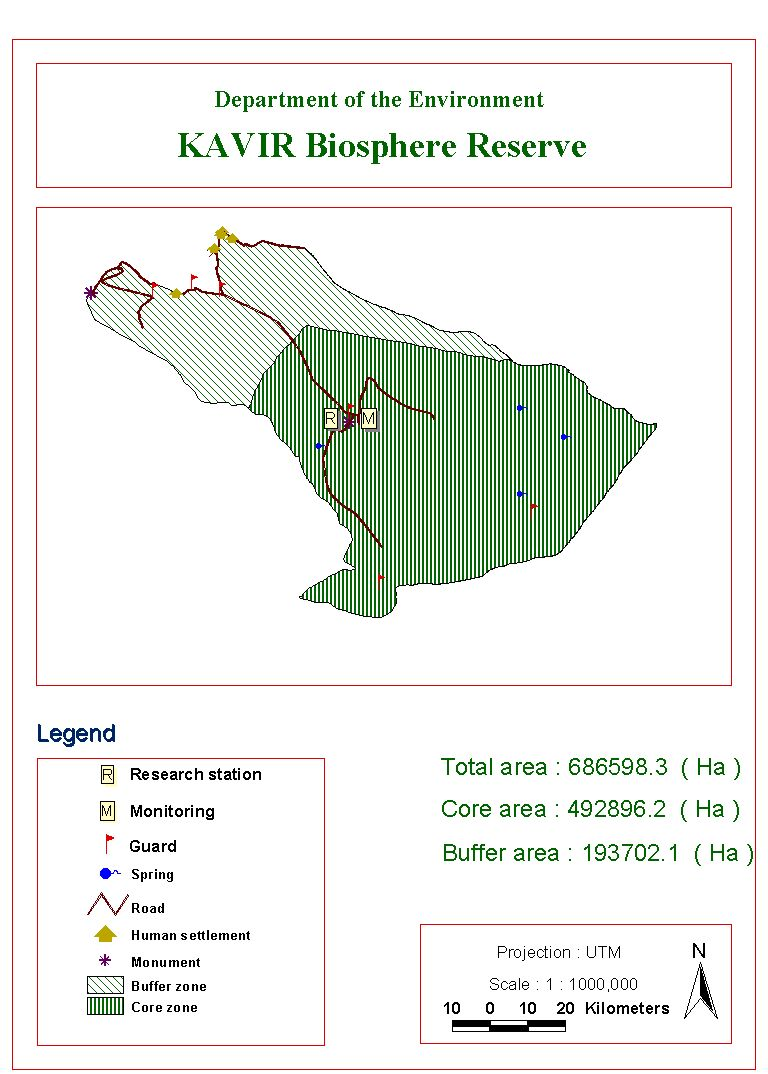 Department of the Environment
KAVIR Biosphere Reserve
R M
Legend
R Research station
M Monitoring
Guard
Spring
Road
Human settlement
Monument
Buffer zone
Core zone
Total area : 686598.3 ( Ha )
Core area : 492896.2 ( Ha )
Buffer area : 193702.1 ( Ha )
Projection : UTM
N
Scale : 1 : 1000,000
10 0 10 20 Kilometers